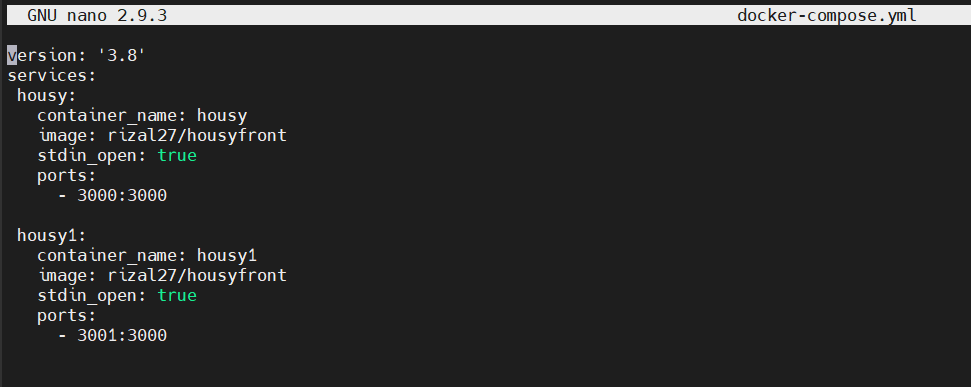 GNU nano 2.9.3 docker-compose.yml
version: '3.8'
services:
 housy:
   container_name: housy
   image: rizal27/housyfront
   stdin_open: true
   ports:
     - 3000:3000

 housy1:
   container_name: housy1
   image: rizal27/housyfront
   stdin_open: true
   ports:
     - 3001:3000